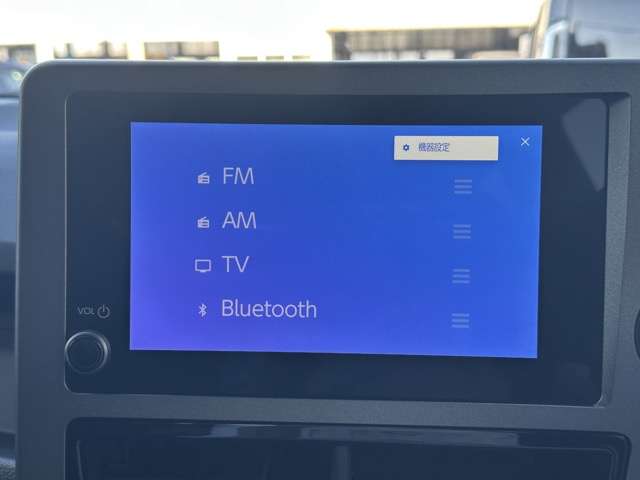 機器設定
FM
AM
TV
Bluetooth
VOL